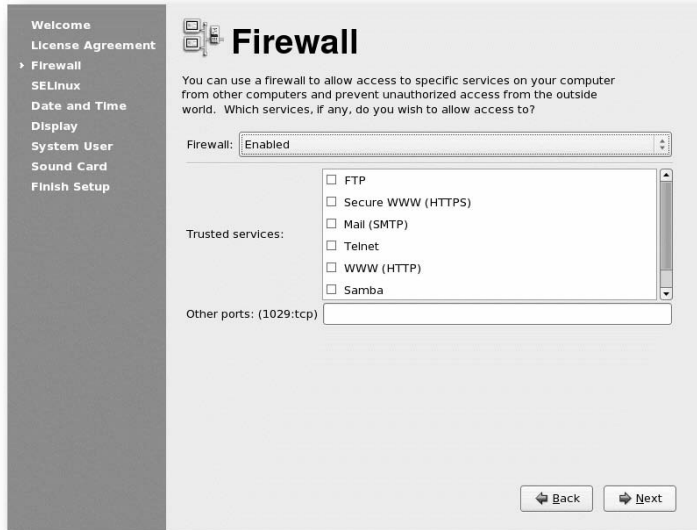 Welcome
License Agreement
Firewall
SELinux
Date and Time
Display
System User
Sound Card
Finish Setup
Firewall
You can use a firewall to allow access to specific services on your computer
from other computers and prevent unauthorized access from the outside
world. Which services, if any, do you wish to allow access to?
Firewall: Enabled
Trusted services:
FTP
Secure WWW (HTTPS)
Mail (SMTP)
Telnet
WWW (HTTP)
Samba
Other ports: (1029:tcp)
Back Next